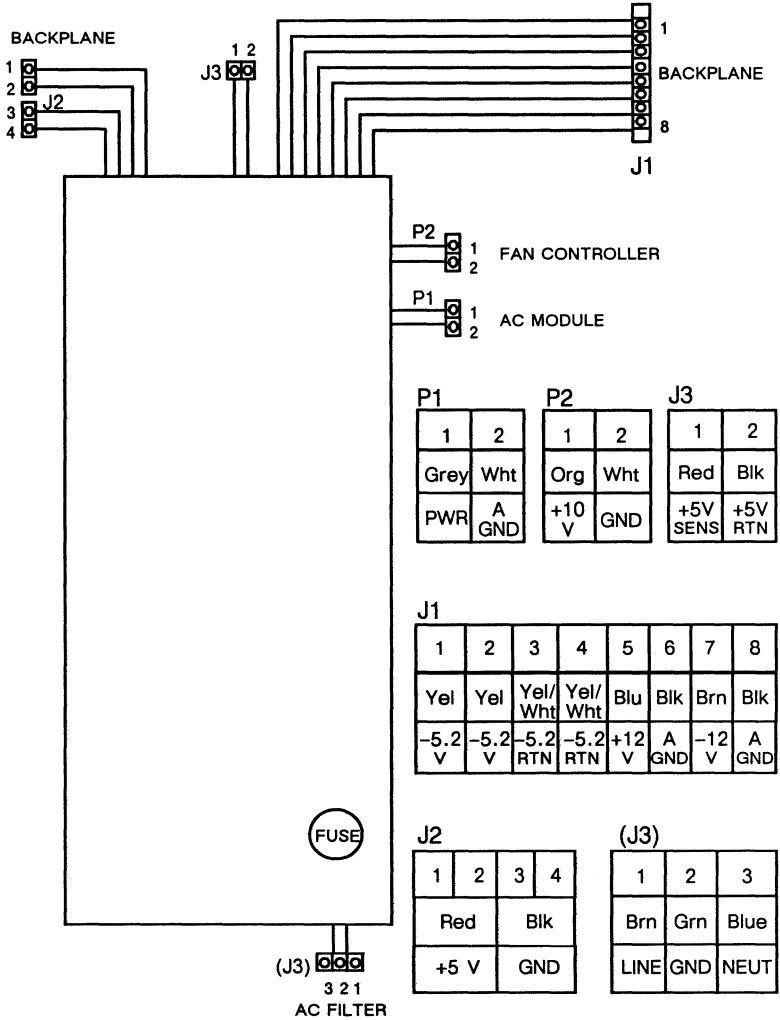 BACKPLANE
1
2
3
4
J2
J3
1 2
1
BACKPLANE
8
J1
P2
1
2
FAN CONTROLLER
P1
1
2
AC MODULE
P1
1 2
Grey Wht
PWR A GND
P2
1 2
Org Wht
+10 V GND
J3
1 2
Red Blk
+5V SENS +5V RTN
J1
1 2 3 4 5 6 7 8
Yel Yel Yel/Wht Yel/Wht Blu Blk Brn Blk
-5.2 V -5.2 V -5.2 RTN -5.2 RTN +12 V A GND -12 V A GND
FUSE
J2
1 2 3 4
Red Blk
+5 V GND
(J3)
1 2 3
Brn Grn Blue
LINE GND NEUT
(J3)
3 2 1
AC FILTER